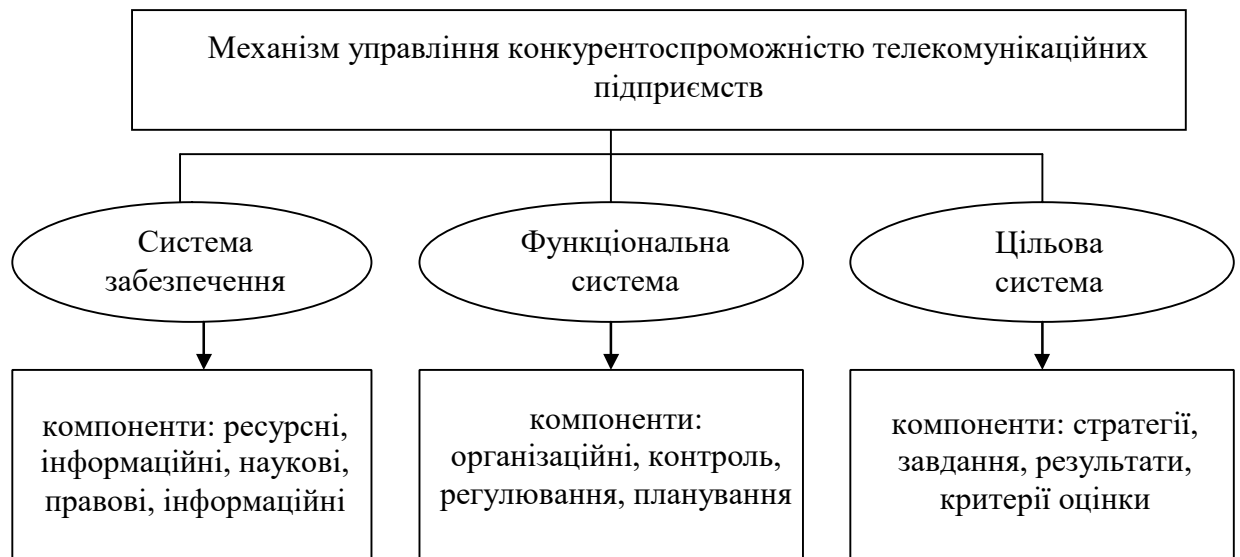 Механізм управління конкурентоспроможністю телекомунікаційних
підприємств
Система
забезпечення
Функціональна
система
Цільова
система
компоненти: ресурсні,
інформаційні, наукові,
правові, інформаційні
компоненти:
організаційні, контроль,
регулювання, планування
компоненти: стратегії,
завдання, результати,
критерії оцінки